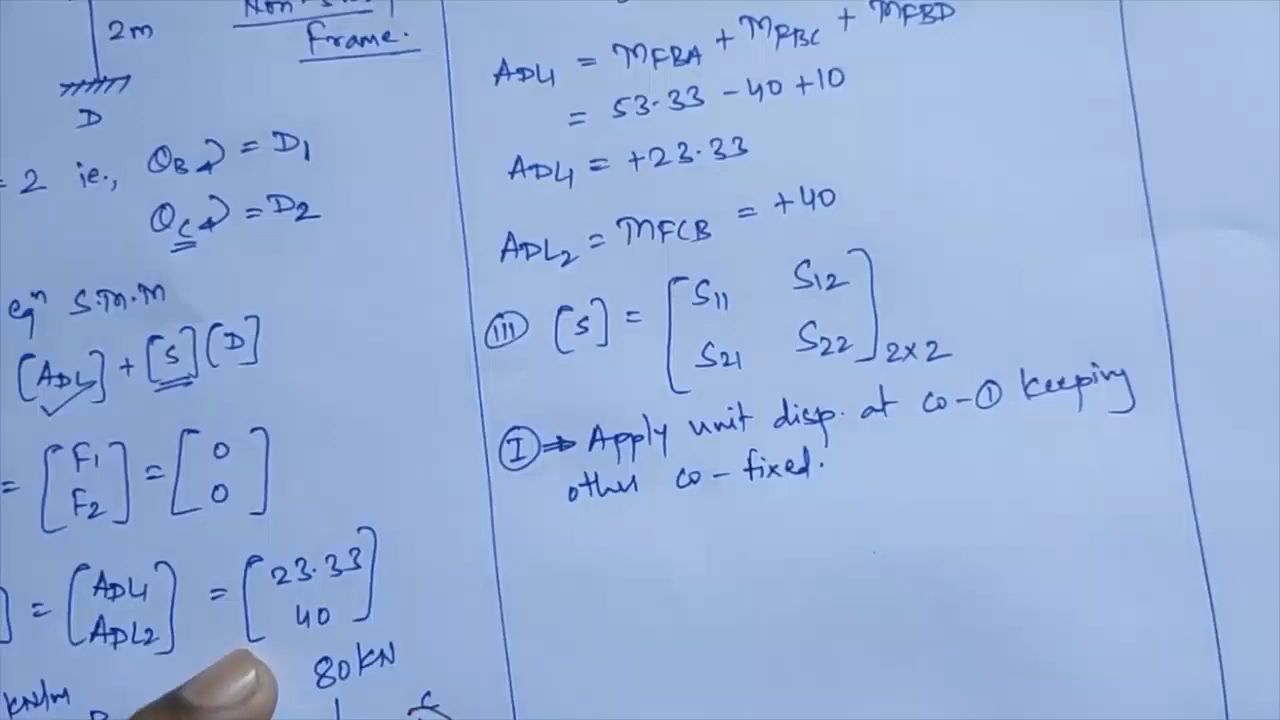 2m
Frame.
D
= 2 ie., θB = D1
θC = D2
eqn S.M.M
[ADL] + [S] [D]
= [F1 F2] = [0 0]
= [ADL1 ADL2] = [23.33 40]
80KN
KN/m
C
ADL1 = MFBA + MFBC + MFBD
= 53.33 - 40 + 10
ADL1 = +23.33
ADL2 = MFCB = +40
(III) [S] = [S11 S12
S21 S22] 2x2
(I) ⇒ Apply unit disp. at co-(1) keeping
other co-fixed.